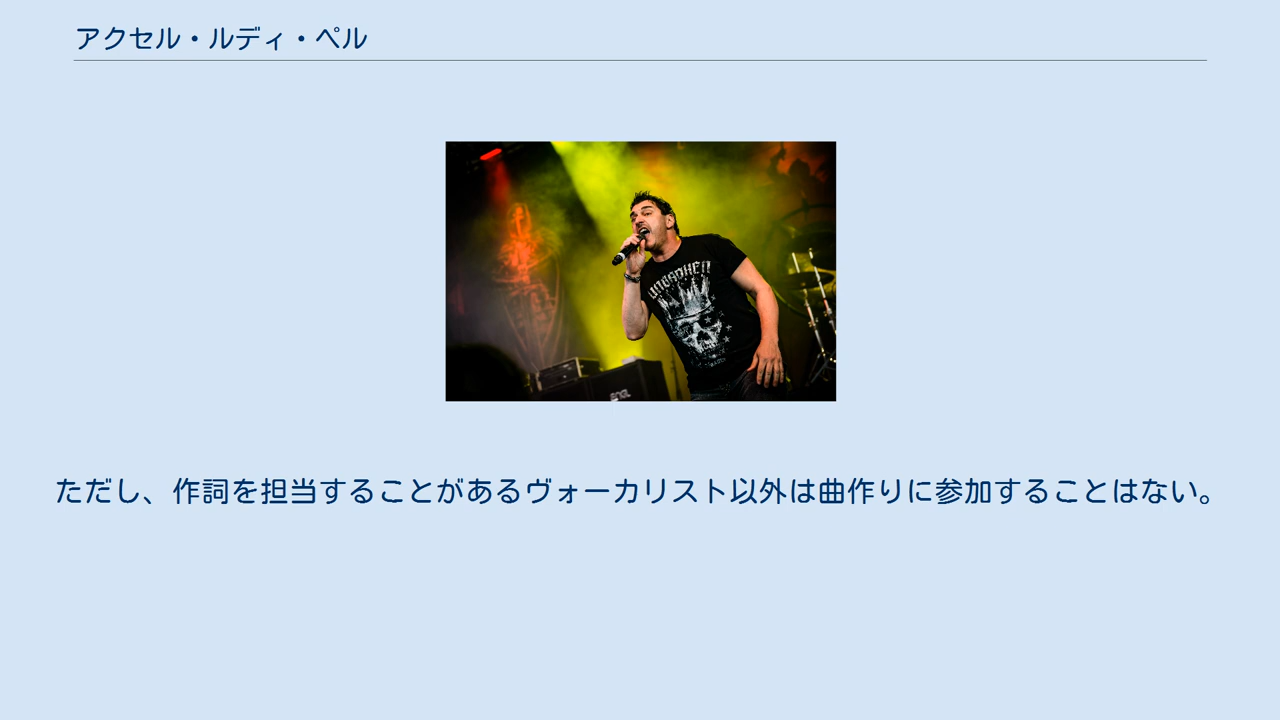 アクセル・ルディ・ペル
UNBROKEN
ENGL
ただし、作詞を担当することがあるヴォーカリスト以外は曲作りに参加することはない。